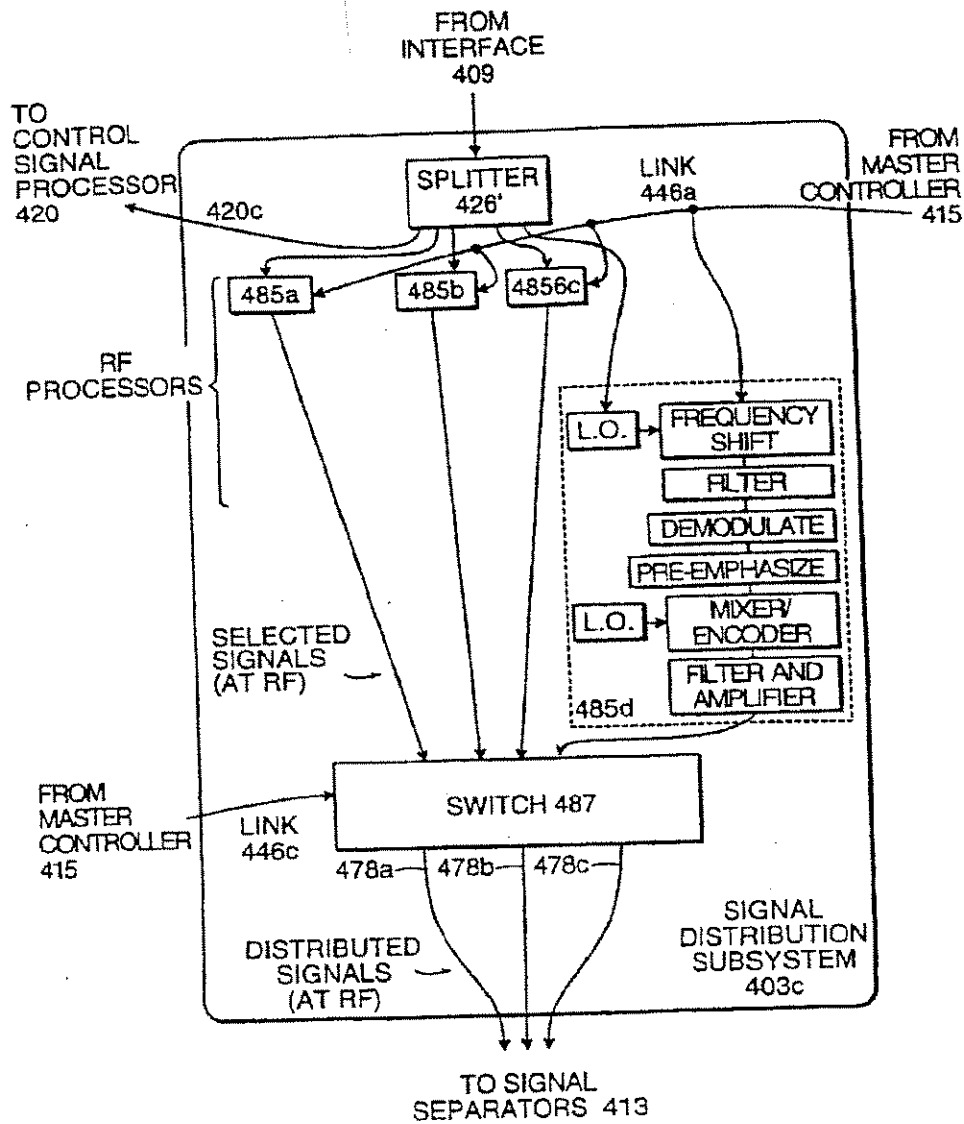 FROM
INTERFACE
409
TO
CONTROL
SIGNAL
PROCESSOR
420
420c
SPLITTER
426'
LINK
446a
FROM
MASTER
CONTROLLER
415
485a
485b
4856c
RF
PROCESSORS
L.O.
FREQUENCY
SHIFT
FILTER
DEMODULATE
PRE-EMPHASIZE
L.O.
MIXER/
ENCODER
FILTER AND
AMPLIFIER
485d
SELECTED
SIGNALS
(AT RF)
FROM
MASTER
CONTROLLER
415
LINK
446c
SWITCH 487
478a
478b
478c
DISTRIBUTED
SIGNALS
(AT RF)
SIGNAL
DISTRIBUTION
SUBSYSTEM
403c
TO SIGNAL
SEPARATORS 413